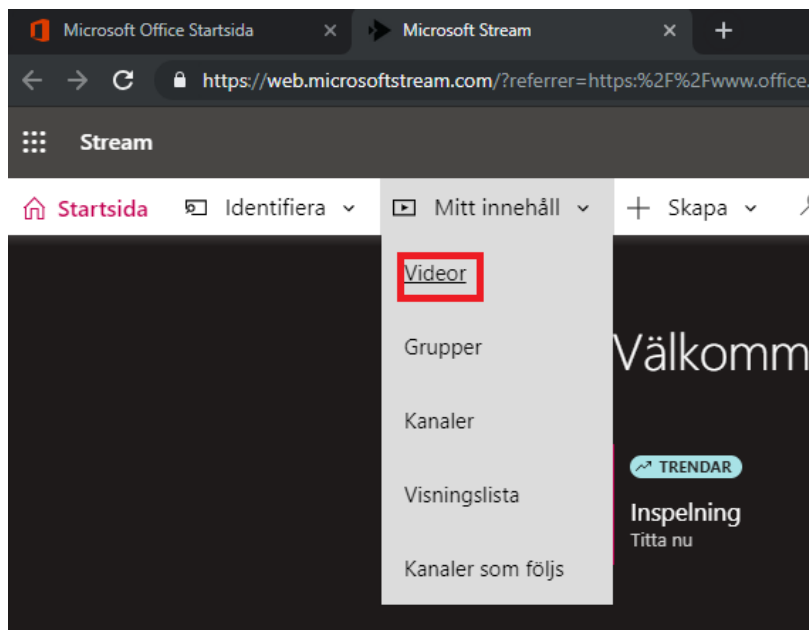 Microsoft Office Startsida
Microsoft Stream
https://web.microsoftstream.com/?referrer=https:%2F%2Fwww.office.
Stream
Startsida Identifiera Mitt innehåll Skapa
Videor
Grupper
Kanaler
Visningslista
Kanaler som följs
Välkomm
TRENDAR
Inspelning
Titta nu